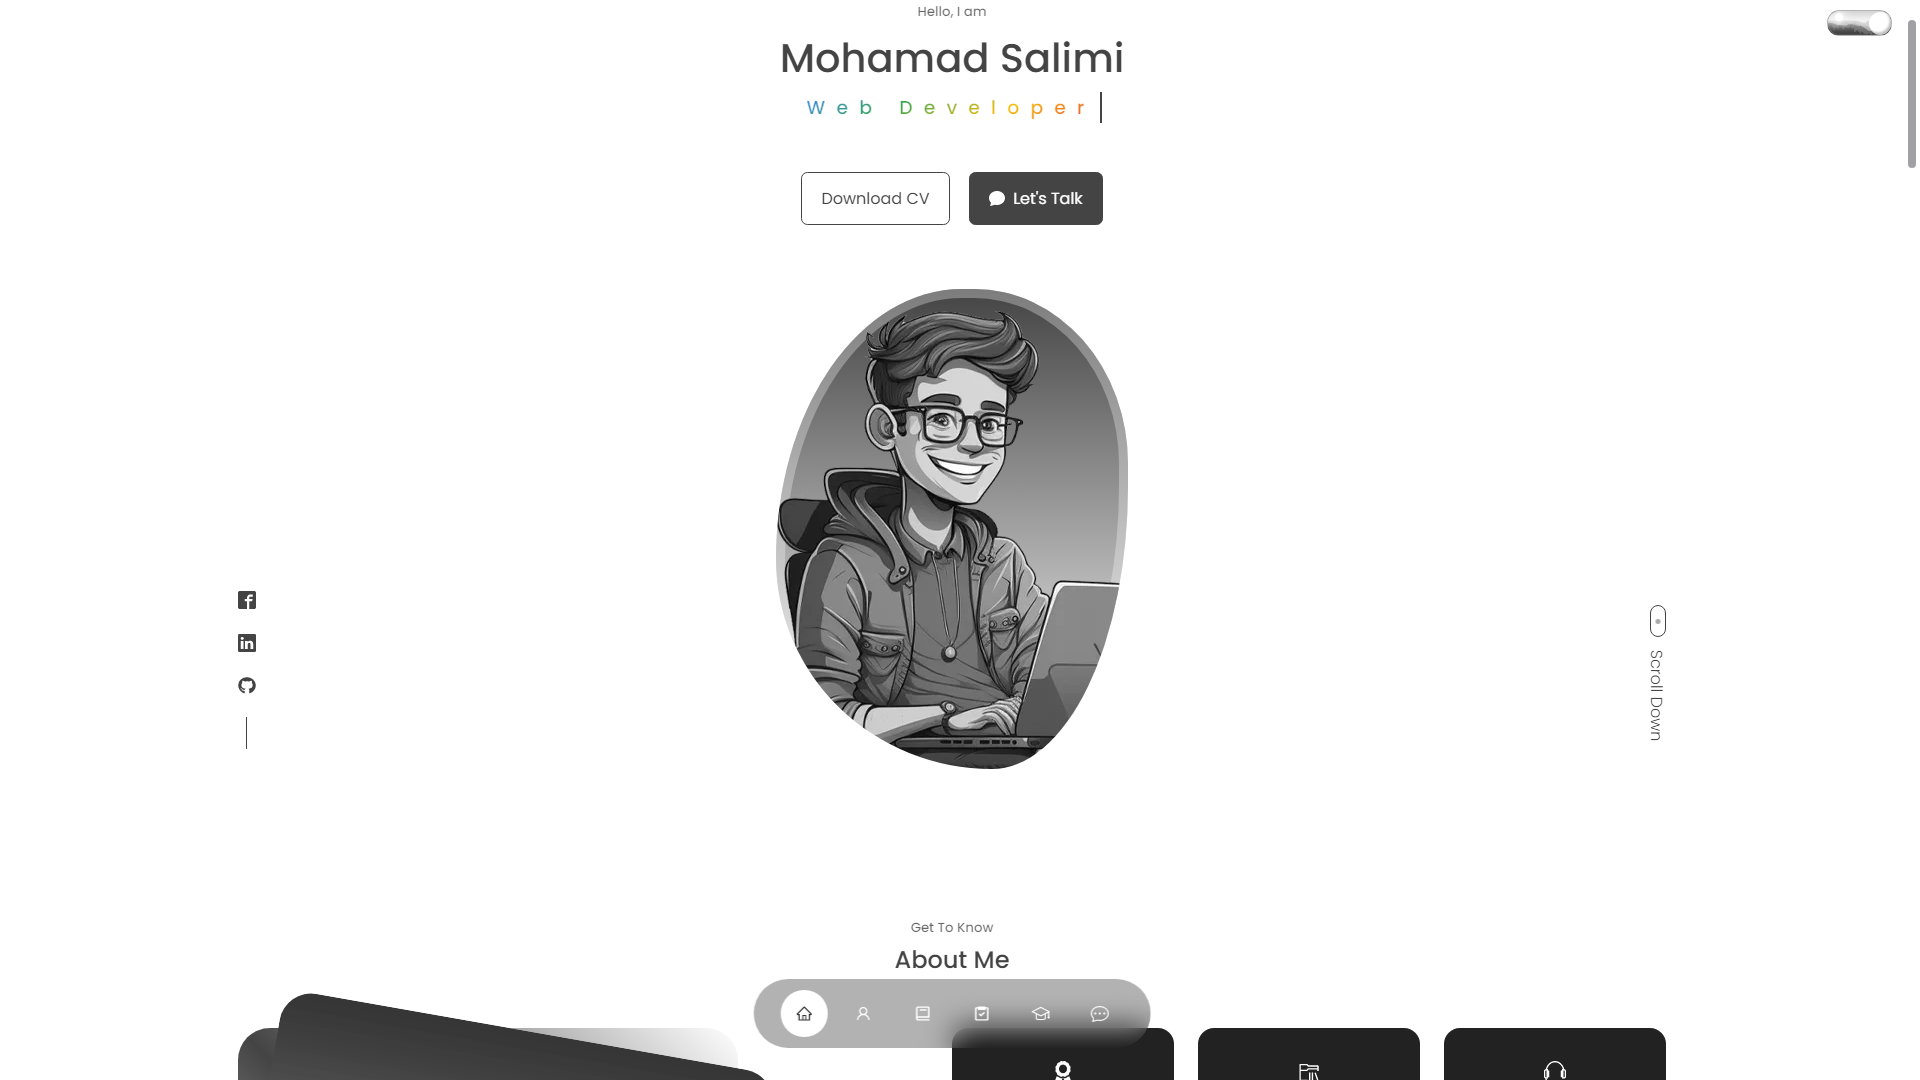 Hello, I am
Mohamad Salimi
Web Developer
Download CV
Let's Talk
Scroll Down
Get To Know
About Me